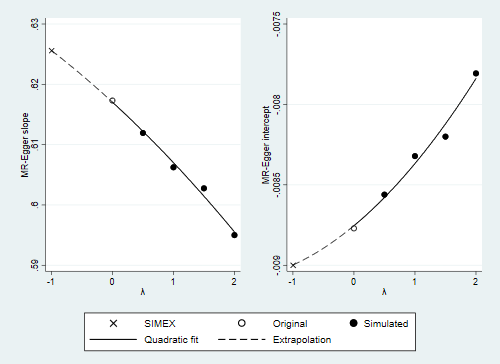 MR-Egger slope
.63
.62
.61
.6
.59
-1
0
1
2
λ
MR-Egger intercept
-.0075
-.008
-.0085
-.009
-1
0
1
2
λ
SIMEX Original Simulated
Quadratic fit Extrapolation